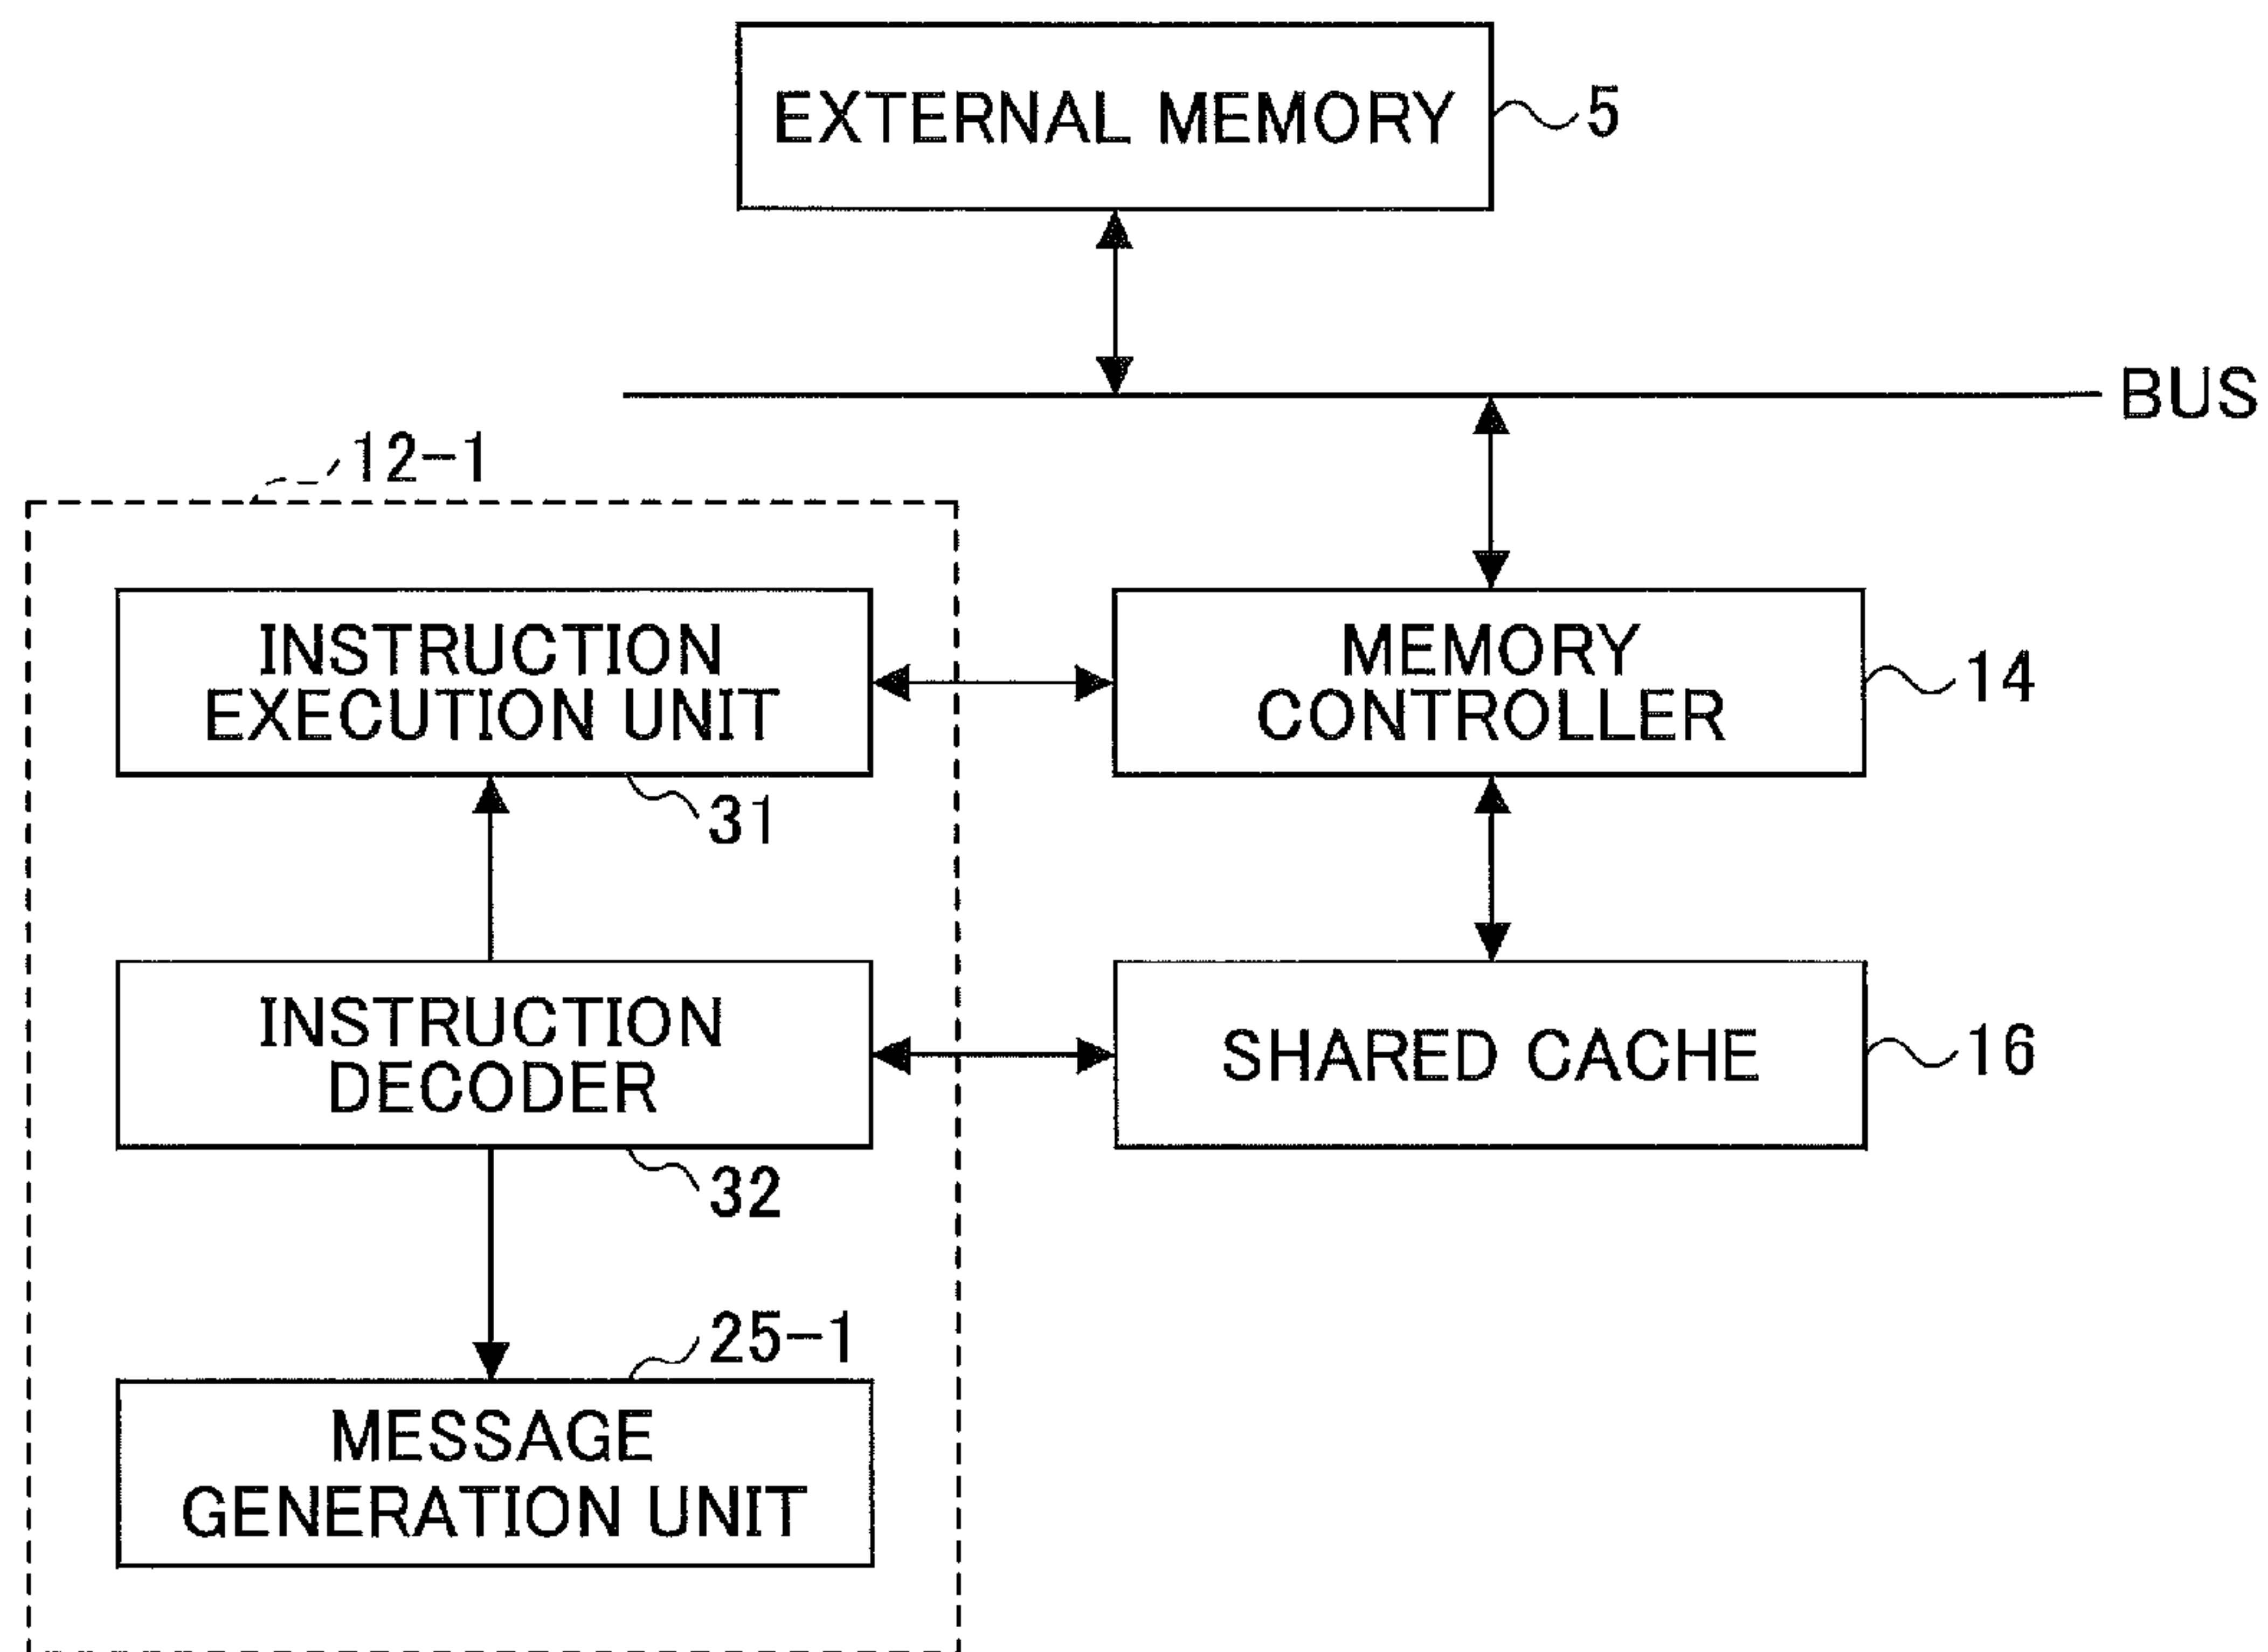 EXTERNAL MEMORY
5
BUS
12-1
INSTRUCTION
EXECUTION UNIT
31
MEMORY
CONTROLLER
14
INSTRUCTION
DECODER
32
SHARED CACHE
16
25-1
MESSAGE
GENERATION UNIT